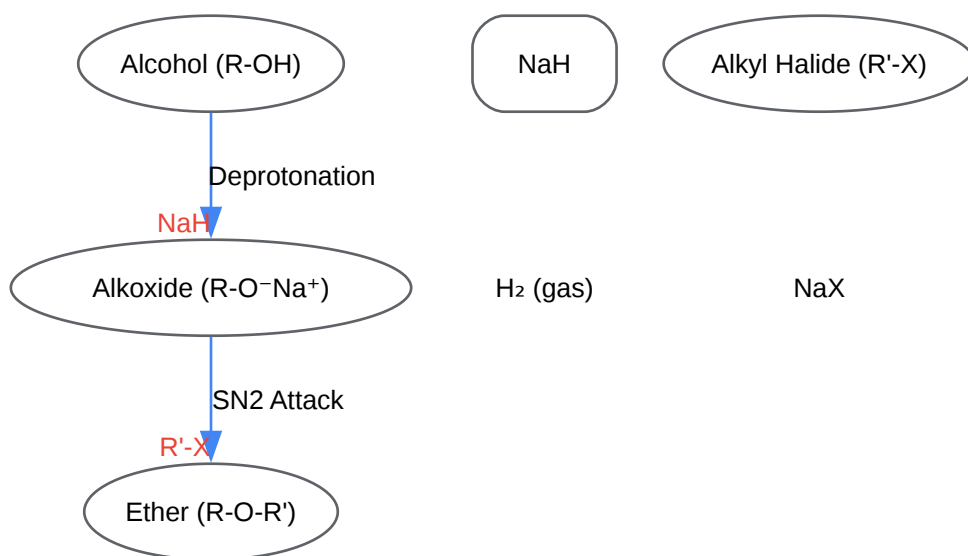 Alcohol (R-OH)
NaH
Alkyl Halide (R'-X)
Deprotonation
NaH
Alkoxide (R-O⁻Na⁺)
H₂ (gas)
NaX
SN2 Attack
R'-X
Ether (R-O-R')